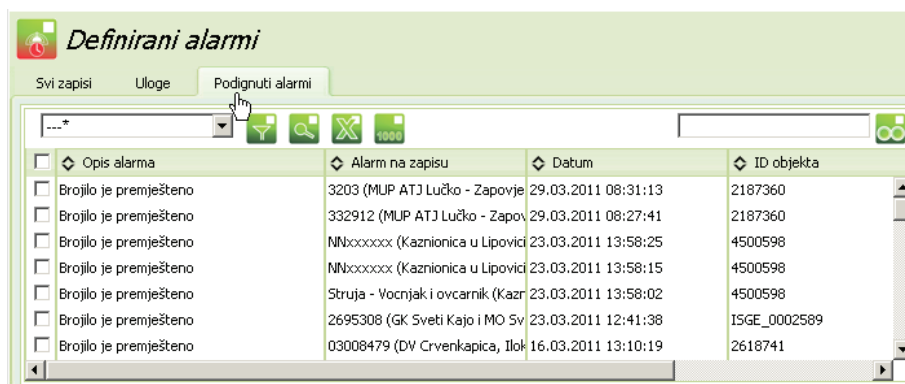 Definirani alarmi
Svi zapisi Uloge Podignuti alarmi
---* 1000
Opis alarma Alarm na zapisu Datum ID objekta
Brojilo je premješteno 3203 (MUP ATJ Lučko - Zapovje 29.03.2011 08:31:13 2187360
Brojilo je premješteno 332912 (MUP ATJ Lučko - Zapov 29.03.2011 08:27:41 2187360
Brojilo je premješteno NNxxxxxx (Kaznionica u Lipovici 23.03.2011 13:58:25 4500598
Brojilo je premješteno NNxxxxxx (Kaznionica u Lipovici 23.03.2011 13:58:15 4500598
Brojilo je premješteno Struja - Vocnjak i ovcarnik (Kazn 23.03.2011 13:58:02 4500598
Brojilo je premješteno 2695308 (GK Sveti Kajo i MO Sv 23.03.2011 12:41:38 ISGE_0002589
Brojilo je premješteno 03008479 (DV Crvenkapica, Ilok 16.03.2011 13:10:19 2618741